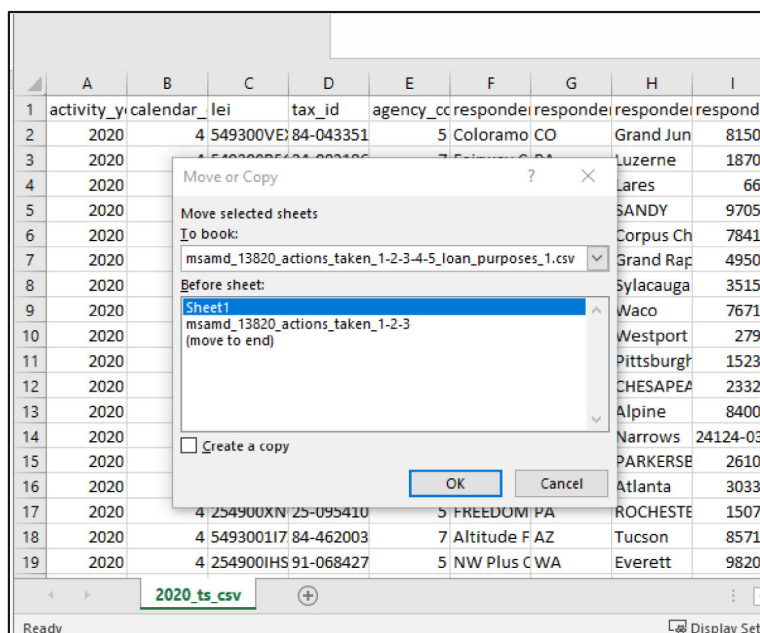 A B C D E F G H I
1 activity_y calendar_ lei tax_id agency_co responder responder responder respond
2 2020 4 549300VE 84-043351 5 Coloramo CO Grand Jun 8150
3 2020 Luzerne 1870
4 2020 Lares 66
5 2020 SANDY 9705
6 2020 Corpus Ch 7841
7 2020 Grand Rap 4950
8 2020 Sylacauga 3515
9 2020 Waco 7671
10 2020 Westport 279
11 2020 Pittsburgh 1523
12 2020 CHESAPEA 2332
13 2020 Alpine 8400
14 2020 Narrows 24124-03
15 2020 PARKERSB 2610
16 2020 Atlanta 3033
17 2020 4 254900XN 25-095410 5 FREEDOM PA ROCHESTE 1507
18 2020 4 5493001I7 84-462003 7 Altitude F AZ Tucson 8571
19 2020 4 254900IHS 91-068427 5 NW Plus C WA Everett 9820
Move or Copy ?
Move selected sheets
To book:
msamd_13820_actions_taken_1-2-3-4-5_loan_purposes_1.csv
Before sheet:
Sheet1
msamd_13820_actions_taken_1-2-3
(move to end)
Create a copy
OK Cancel
2020_ts_csv
Ready Display Set